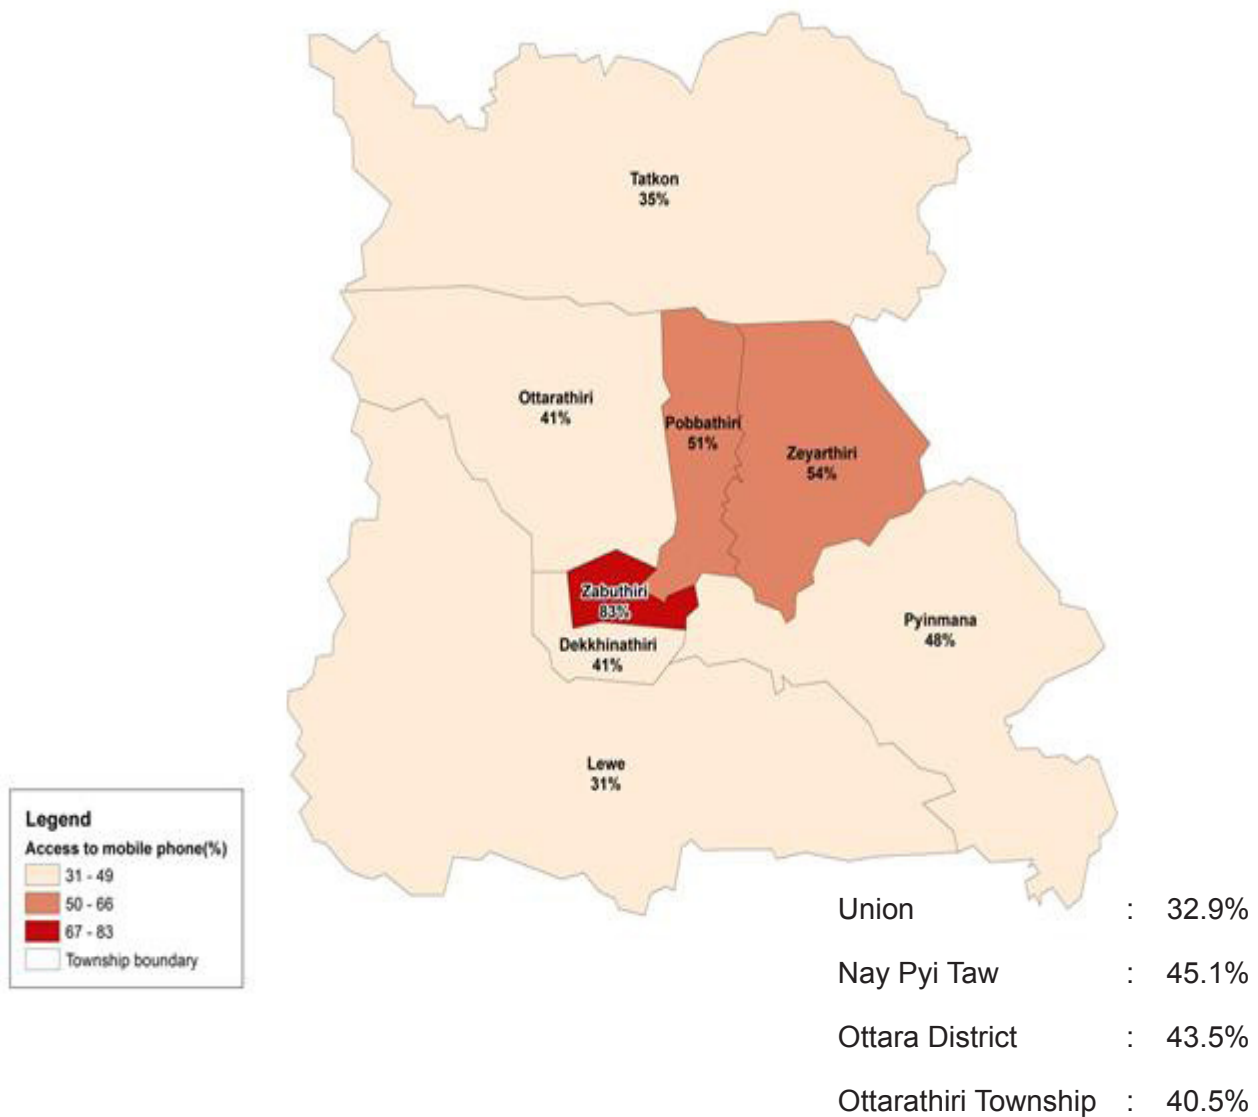 Tatkon
35%
Ottarathiri
41%
Pobbathiri
51%
Zeyarthiri
54%
Zabuthiri
83%
Dekkhinathiri
41%
Pyinmana
48%
Lewe
31%
Legend
Access to mobile phone(%)
31 - 49
50 - 66
67 - 83
Township boundary
Union : 32.9%
Nay Pyi Taw : 45.1%
Ottara District : 43.5%
Ottarathiri Township : 40.5%